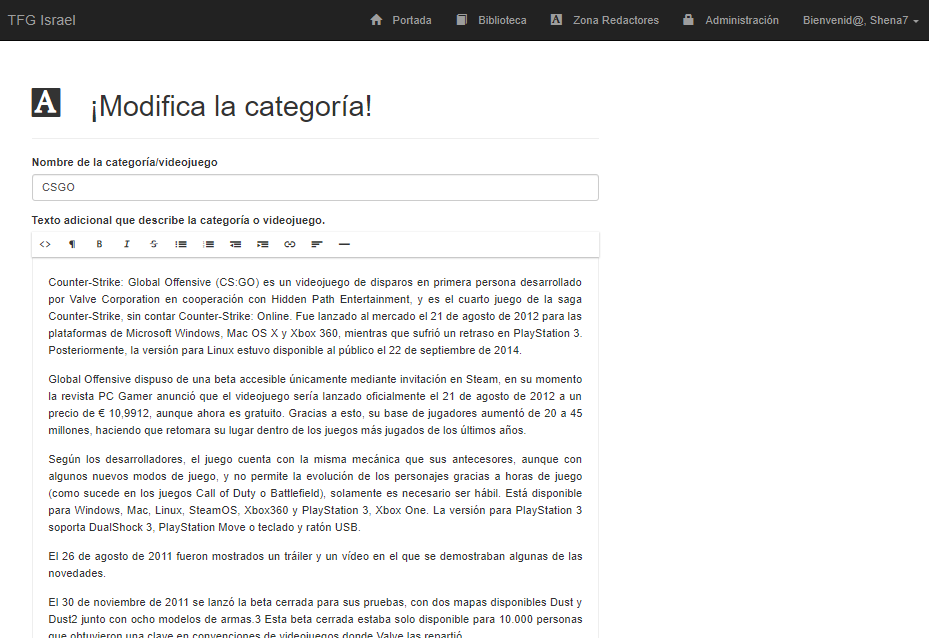 TFG Israel Portada Biblioteca A Zona Redactores Administración Bienvenid@, Shena7
A ¡Modifica la categoría!
Nombre de la categoría/videojuego
CSGO
Texto adicional que describe la categoría o videojuego.
<> ¶ B I S
Counter-Strike: Global Offensive (CS:GO) es un videojuego de disparos en primera persona desarrollado
por Valve Corporation en cooperación con Hidden Path Entertainment, y es el cuarto juego de la saga
Counter-Strike, sin contar Counter-Strike: Online. Fue lanzado al mercado el 21 de agosto de 2012 para las
plataformas de Microsoft Windows, Mac OS X y Xbox 360, mientras que sufrió un retraso en PlayStation 3.
Posteriormente, la versión para Linux estuvo disponible al público el 22 de septiembre de 2014.
Global Offensive dispuso de una beta accesible únicamente mediante invitación en Steam, en su momento
la revista PC Gamer anunció que el videojuego sería lanzado oficialmente el 21 de agosto de 2012 a un
precio de € 10,9912, aunque ahora es gratuito. Gracias a esto, su base de jugadores aumentó de 20 a 45
millones, haciendo que retomara su lugar dentro de los juegos más jugados de los últimos años.
Según los desarrolladores, el juego cuenta con la misma mecánica que sus antecesores, aunque con
algunos nuevos modos de juego, y no permite la evolución de los personajes gracias a horas de juego
(como sucede en los juegos Call of Duty o Battlefield), solamente es necesario ser hábil. Está disponible
para Windows, Mac, Linux, SteamOS, Xbox360 y PlayStation 3, Xbox One. La versión para PlayStation 3
soporta DualShock 3, PlayStation Move o teclado y ratón USB.
El 26 de agosto de 2011 fueron mostrados un tráiler y un vídeo en el que se demostraban algunas de las
novedades.
El 30 de noviembre de 2011 se lanzó la beta cerrada para sus pruebas, con dos mapas disponibles Dust y
Dust2 junto con ocho modelos de armas.3 Esta beta cerrada estaba solo disponible para 10.000 personas
que obtuvieron una clave en convenciones de videojuegos donde Valve las repartió